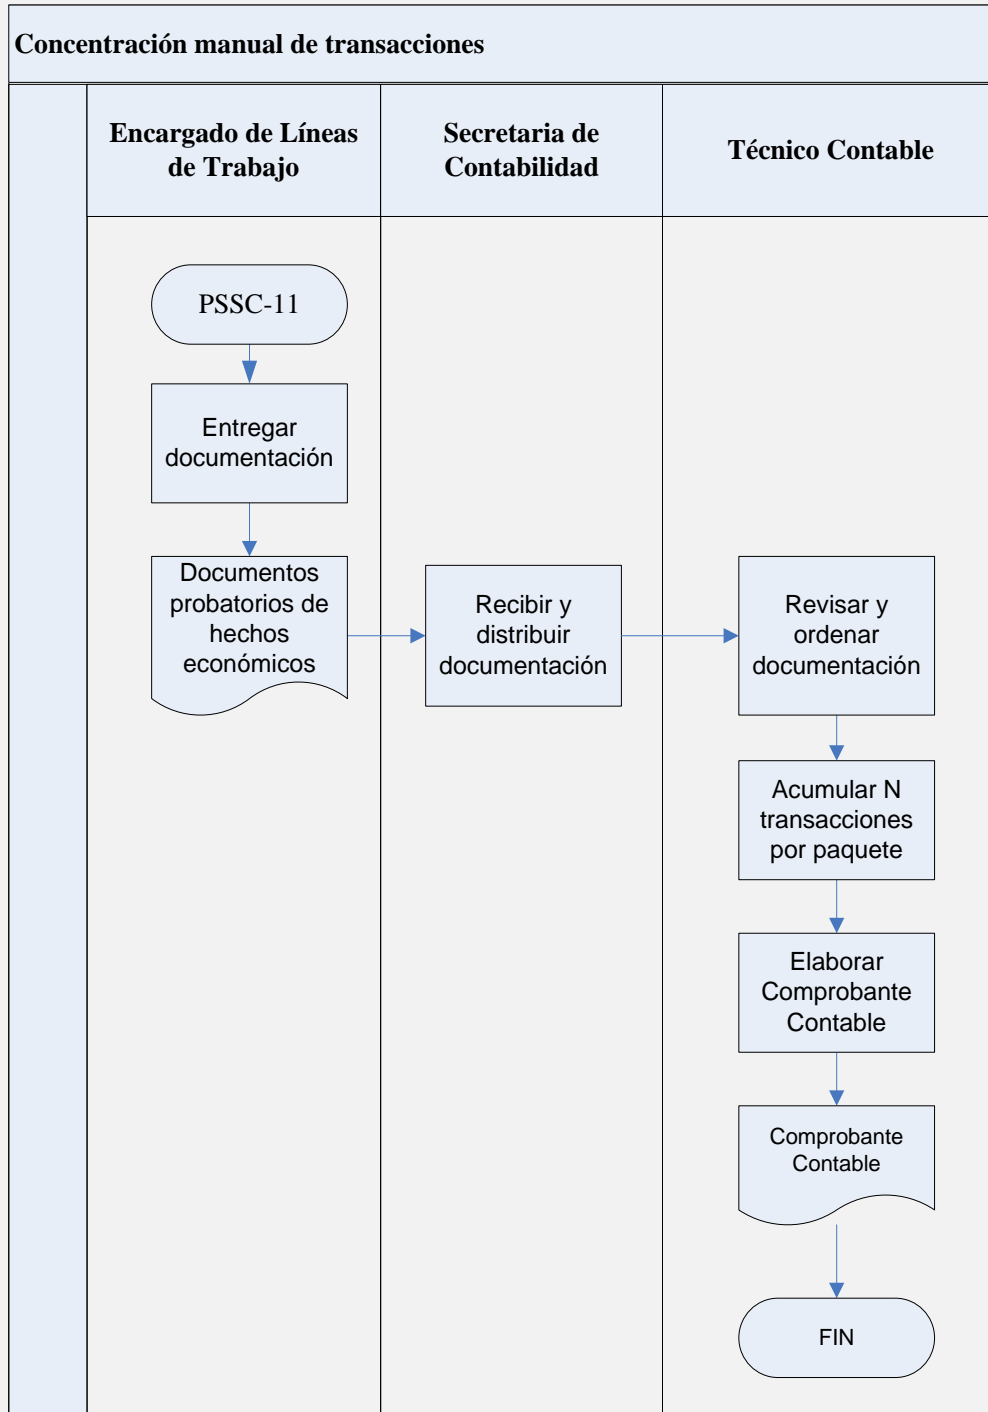 Concentración manual de transacciones
Encargado de Líneas
de Trabajo
Secretaria de
Contabilidad
Técnico Contable
PSSC-11
Entregar
documentación
Documentos
probatorios de
hechos
económicos
Recibir y
distribuir
documentación
Revisar y
ordenar
documentación
Acumular N
transacciones
por paquete
Elaborar
Comprobante
Contable
Comprobante
Contable
FIN